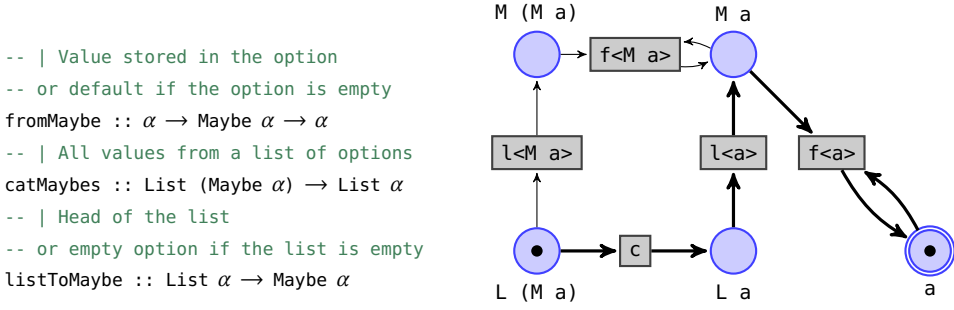 -- | Value stored in the option
-- or default if the option is empty
fromMaybe :: α → Maybe α → α
-- | All values from a list of options
catMaybes :: List (Maybe α) → List α
-- | Head of the list
-- or empty option if the list is empty
listToMaybe :: List α → Maybe α
M (M a)
M a
f<M a>
l<M a>
l<a>
f<a>
c
L (M a)
L a
a